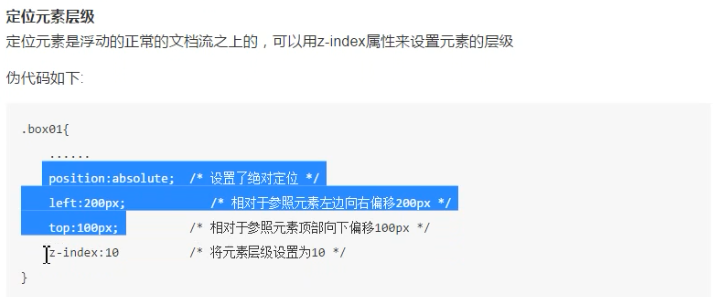 定位元素层级
定位元素是浮动的正常的文档流之上的，可以用z-index属性来设置元素的层级
伪代码如下:
.box01{
......
position:absolute; /* 设置了绝对定位 */
left:200px; /* 相对于参照元素左边向右偏移200px */
top:100px; /* 相对于参照元素顶部向下偏移100px */
z-index:10 /* 将元素层级设置为10 */
}